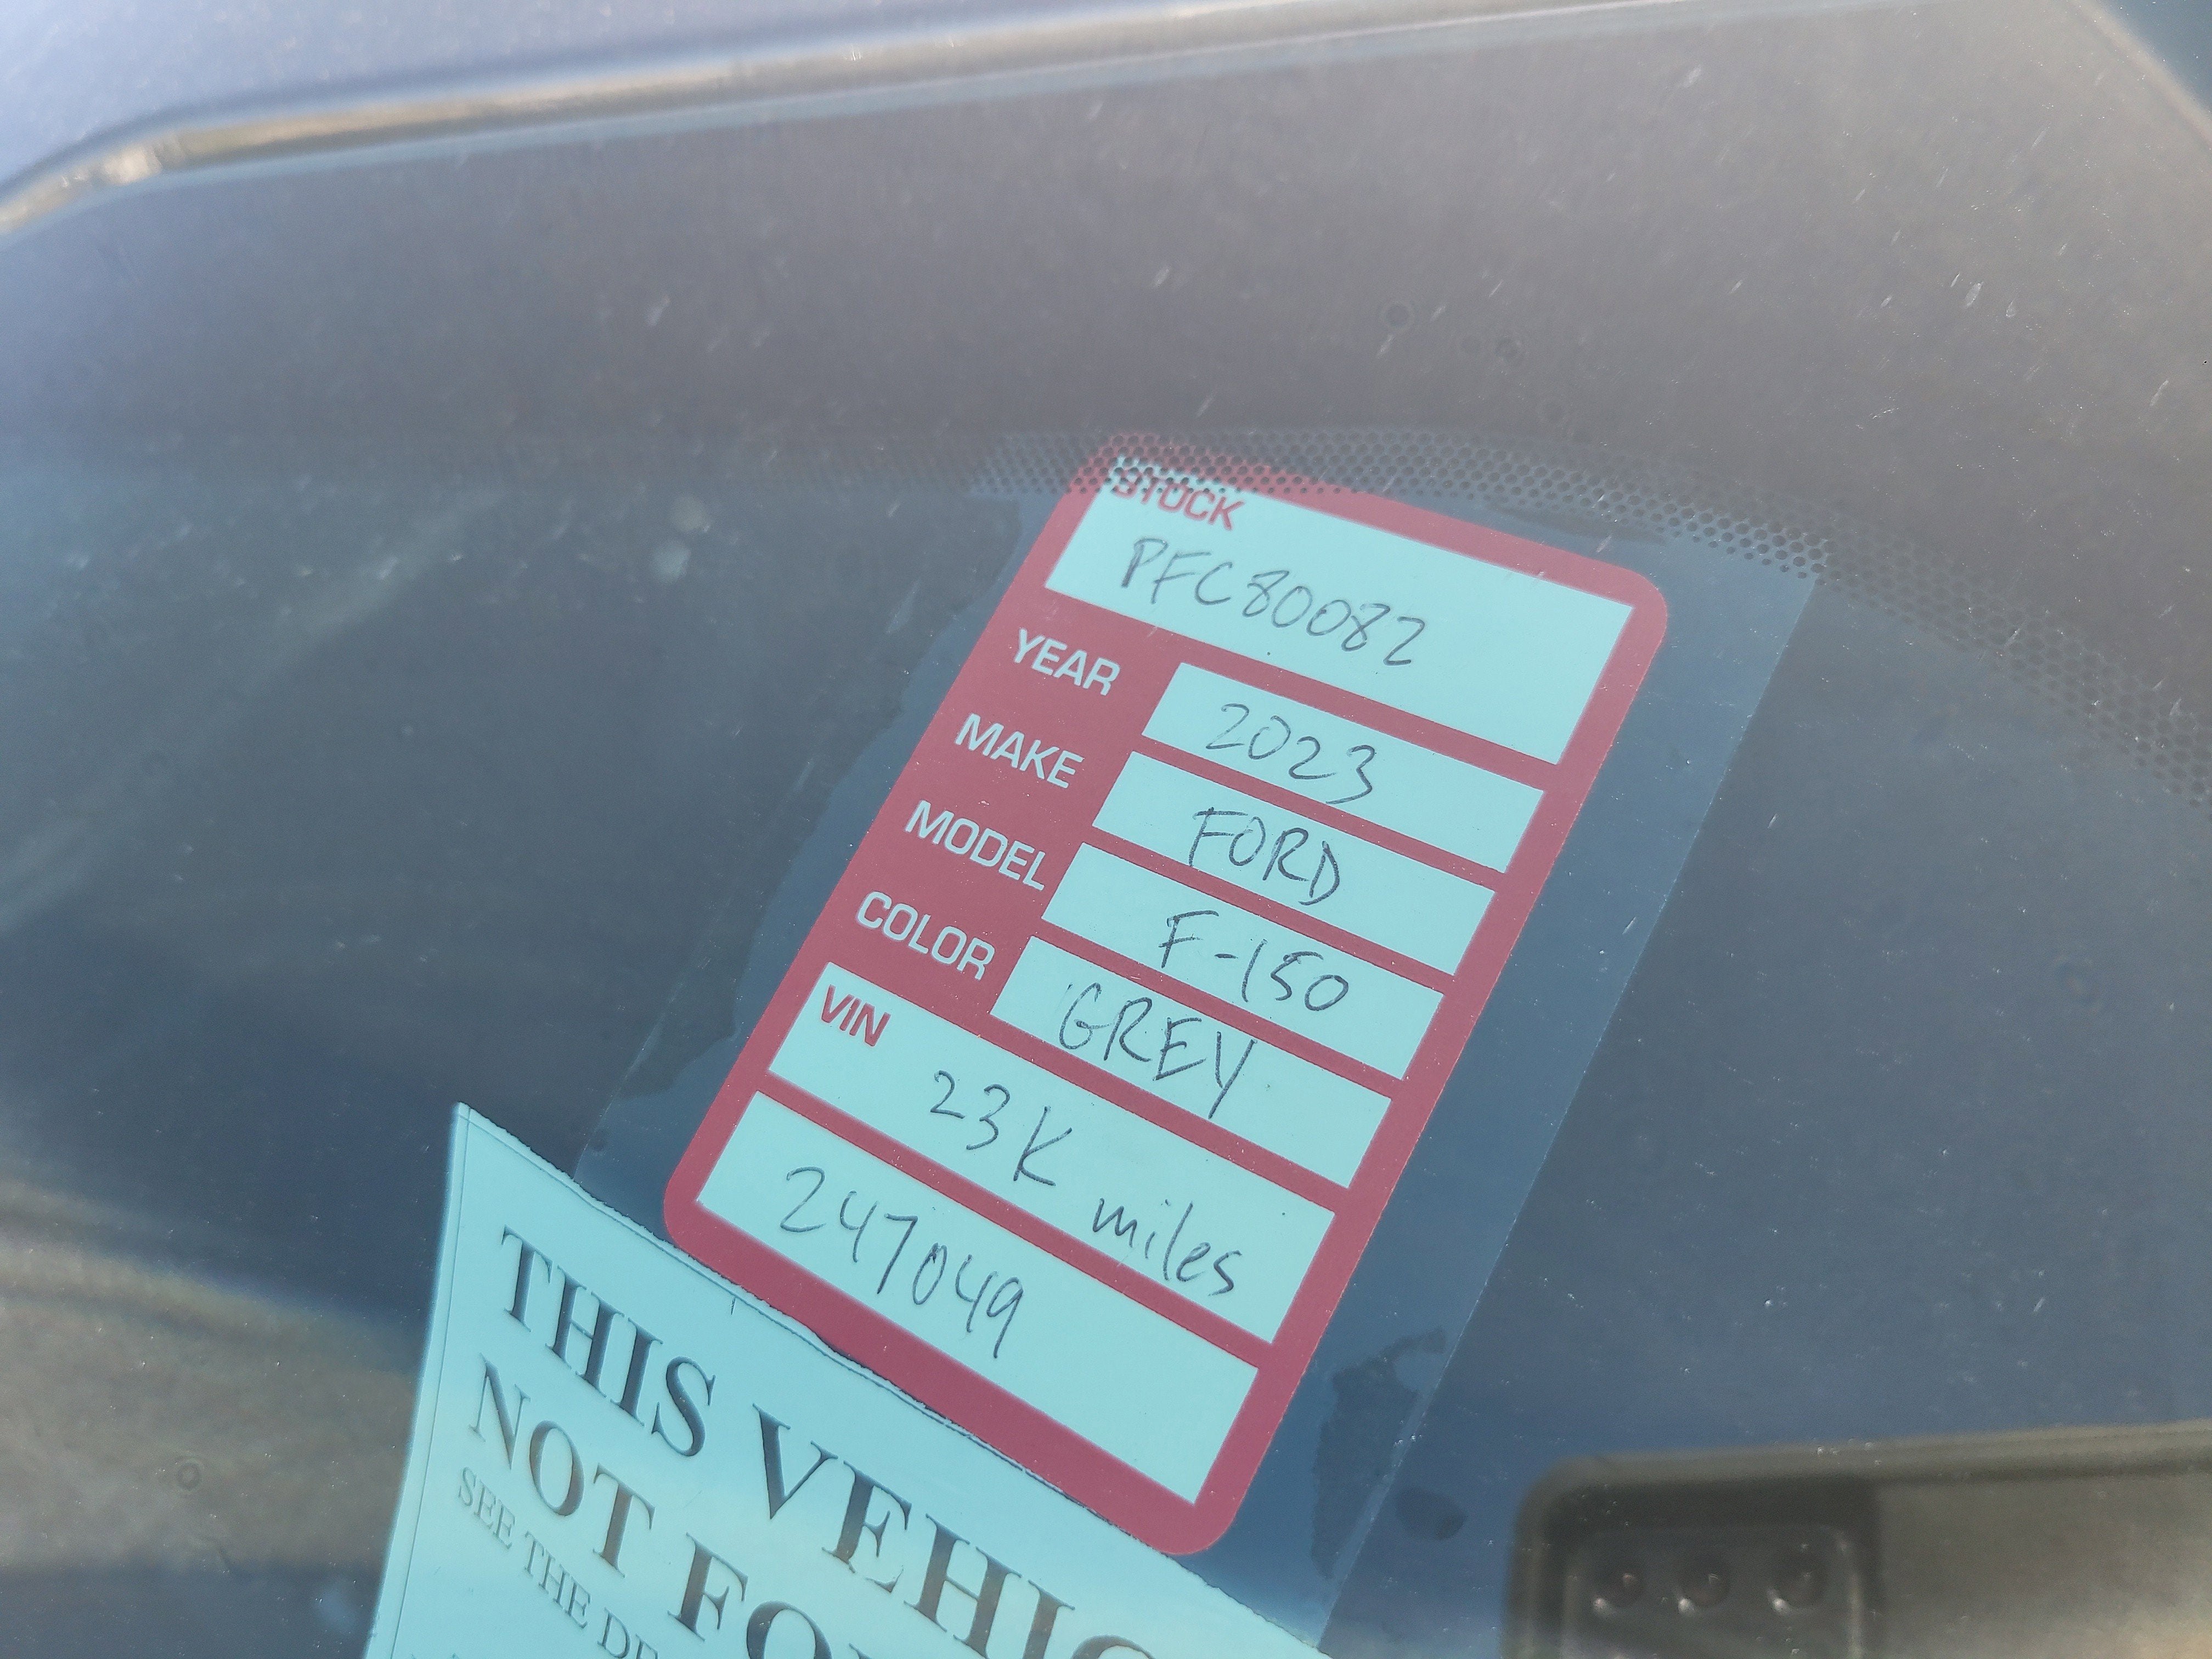 STOCK
PFC80082
YEAR 2023
MAKE FORD
MODEL F-150
COLOR GREY
VIN
23K miles
247049
THIS VEHIC
NOT FO
SEE THE DE